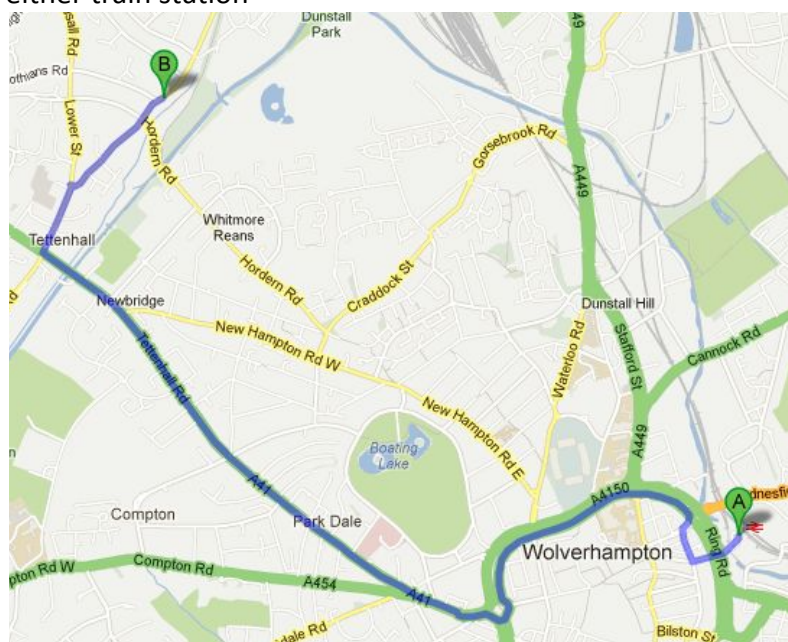 either train station
Dunstall
Park
A449
Lower St
B
Hordern Rd
Gorsebrook Rd
A449
Whitmore
Reans
Tettenhall
Hordern Rd
Craddock St
Newbridge
Dunstall Hill
New Hampton Rd W
Waterloo Rd
Stafford St
Cannock Rd
Tettenhall Rd
New Hampton Rd E
A449
Boating
Lake
A41
A4150
A
Compton
Park Dale
Wolverhampton
Ring Rd
Compton Rd
A454
A41
Bilston St